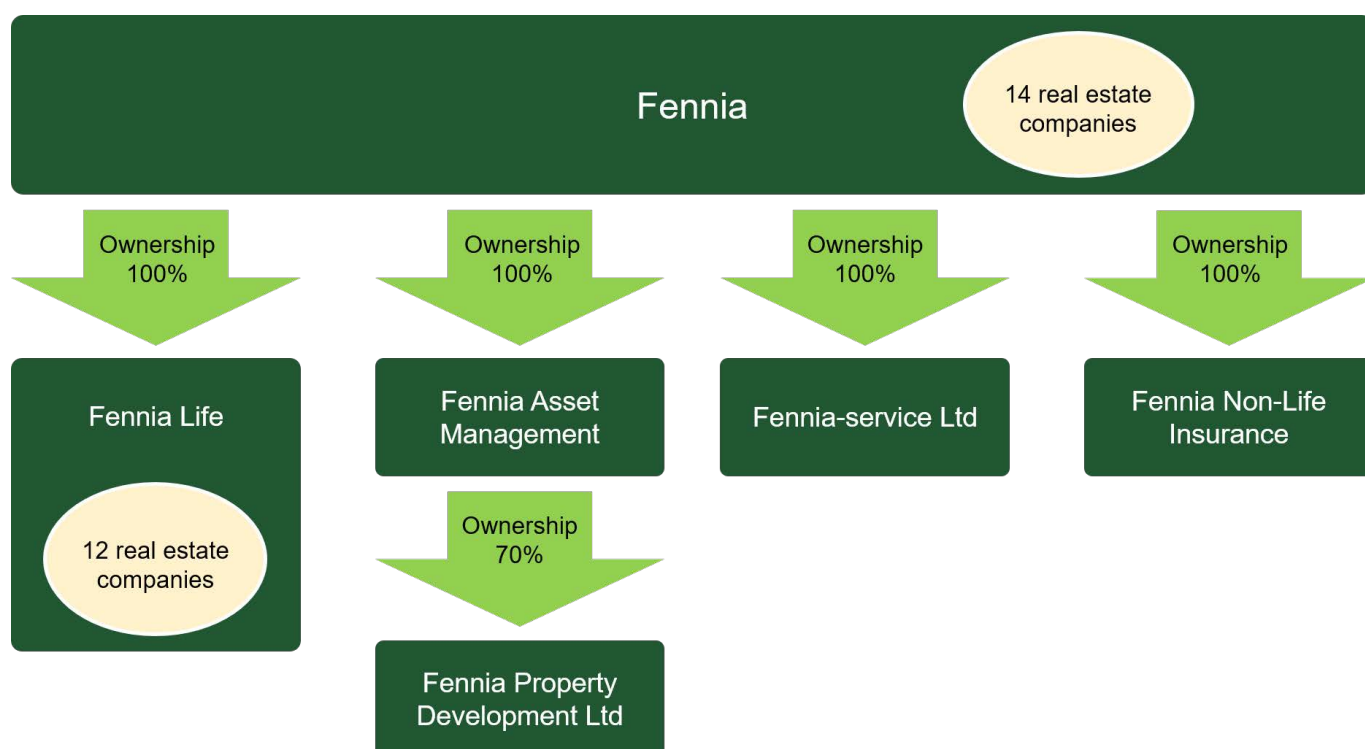 Fennia
14 real estate
companies
Ownership
100%
Ownership
100%
Ownership
100%
Ownership
100%
Fennia Life
12 real estate
companies
Fennia Asset
Management
Fennia-service Ltd
Fennia Non-Life
Insurance
Ownership
70%
Fennia Property
Development Ltd